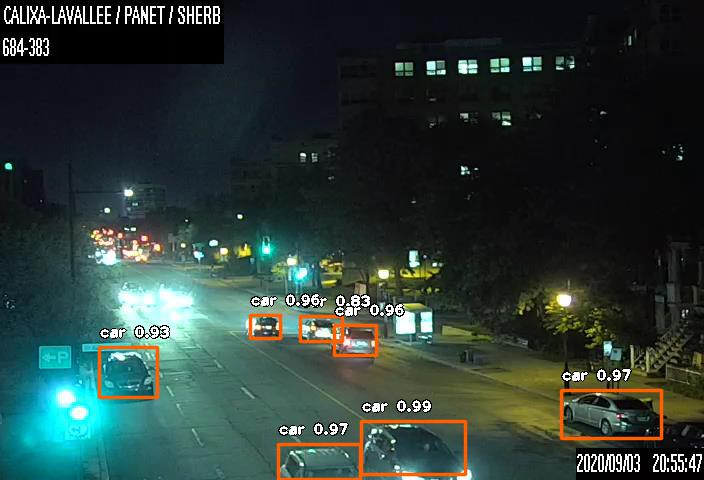 CALIXA-LAVALLEE / PANET / SHERB
684-383
car 0.96
r 0.83
car 0.96
car 0.93
P
car 0.97
car 0.99
car 0.97
2020/09/03 20:55:47